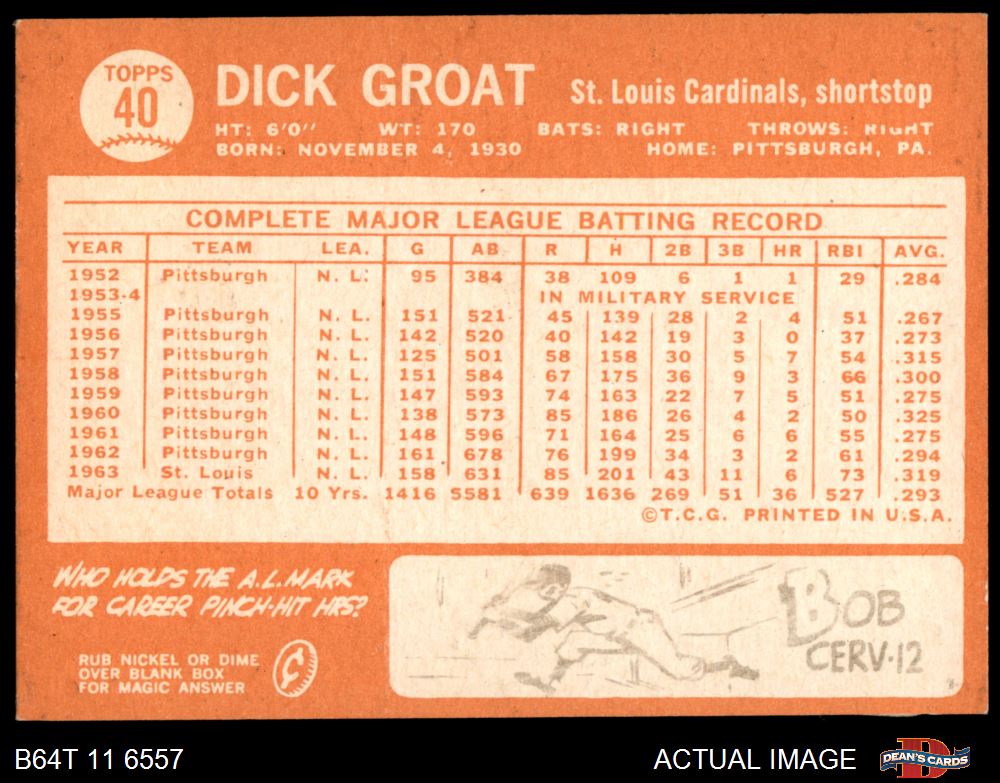 TOPPS
40
DICK GROAT St. Louis Cardinals, shortstop
HT: 6'0" WT: 170 BATS: RIGHT THROWS: RIGHT
BORN: NOVEMBER 4, 1930 HOME: PITTSBURGH, PA.
COMPLETE MAJOR LEAGUE BATTING RECORD
YEAR TEAM LEA. G AB R H 2B 3B HR RBI AVG.
1952 Pittsburgh N. L. 95 384 38 109 6 1 1 29 .284
1953-4 IN MILITARY SERVICE
1955 Pittsburgh N. L. 151 521 45 139 28 2 4 51 .267
1956 Pittsburgh N. L. 142 520 40 142 19 3 0 37 .273
1957 Pittsburgh N. L. 125 501 58 158 30 5 7 54 .315
1958 Pittsburgh N. L. 151 584 67 175 36 9 3 66 .300
1959 Pittsburgh N. L. 147 593 74 163 22 7 5 51 .275
1960 Pittsburgh N. L. 138 573 85 186 26 4 2 50 .325
1961 Pittsburgh N. L. 148 596 71 164 25 6 6 55 .275
1962 Pittsburgh N. L. 161 678 76 199 34 3 2 61 .294
1963 St. Louis N. L. 158 631 85 201 43 11 6 73 .319
Major League Totals 10 Yrs. 1416 5581 639 1636 269 51 36 527 .293
©T.C.G. PRINTED IN U.S.A.
WHO HOLDS THE A.L. MARK
FOR CAREER PINCH-HIT HRS?
RUB NICKEL OR DIME
OVER BLANK BOX
FOR MAGIC ANSWER
BOB
CERV-12
B64T 11 6557 ACTUAL IMAGE
D
DEAN'S CARDS